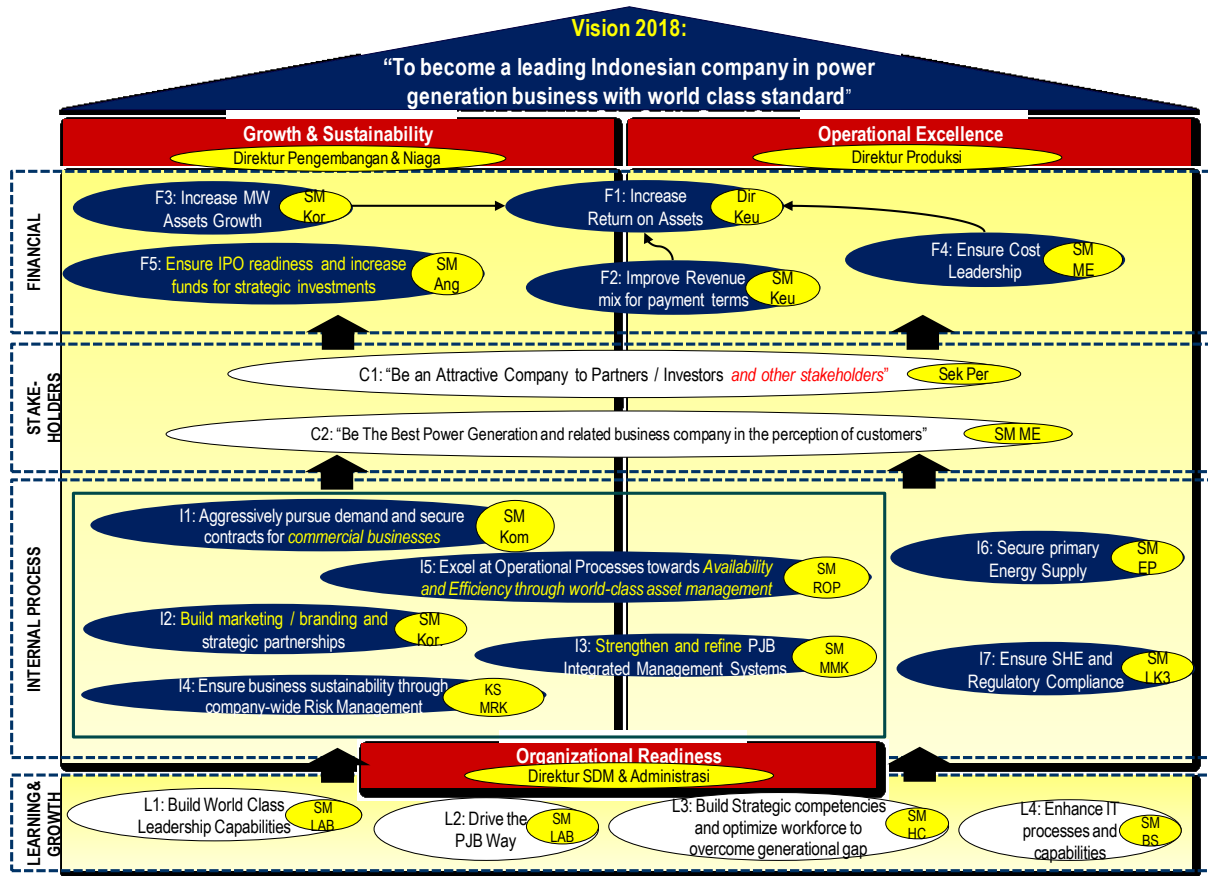 Vision 2018:
“To become a leading Indonesian company in power
generation business with world class standard”
Growth & Sustainability
Direktur Pengembangan & Niaga
Operational Excellence
Direktur Produksi
FINANCIAL
F3: Increase MW
Assets Growth
SM
Kor
F1: Increase
Return on Assets
Dir
Keu
F5: Ensure IPO readiness and increase
funds for strategic investments
SM
Ang
F2: Improve Revenue
mix for payment terms
SM
Keu
F4: Ensure Cost
Leadership
SM
ME
STAKE-
HOLDERS
C1: “Be an Attractive Company to Partners / Investors and other stakeholders”
Sek Per
C2: “Be The Best Power Generation and related business company in the perception of customers”
SM ME
INTERNAL PROCESS
I1: Aggressively pursue demand and secure
contracts for commercial businesses
SM
Kom
I5: Excel at Operational Processes towards Availability
and Efficiency through world-class asset management
SM
ROP
I6: Secure primary
Energy Supply
SM
EP
I2: Build marketing / branding and
strategic partnerships
SM
Kor.
I3: Strengthen and refine PJB
Integrated Management Systems
SM
MMK
I7: Ensure SHE and
Regulatory Compliance
SM
LK3
I4: Ensure business sustainability through
company-wide Risk Management
KS
MRK
Organizational Readiness
Direktur SDM & Administrasi
LEARNING&
GROWTH
L1: Build World Class
Leadership Capabilities
SM
LAB
L2: Drive the
PJB Way
SM
LAB
L3: Build Strategic competencies
and optimize workforce to
overcome generational gap
SM
HC
L4: Enhance IT
processes and
capabilities
SM
BS